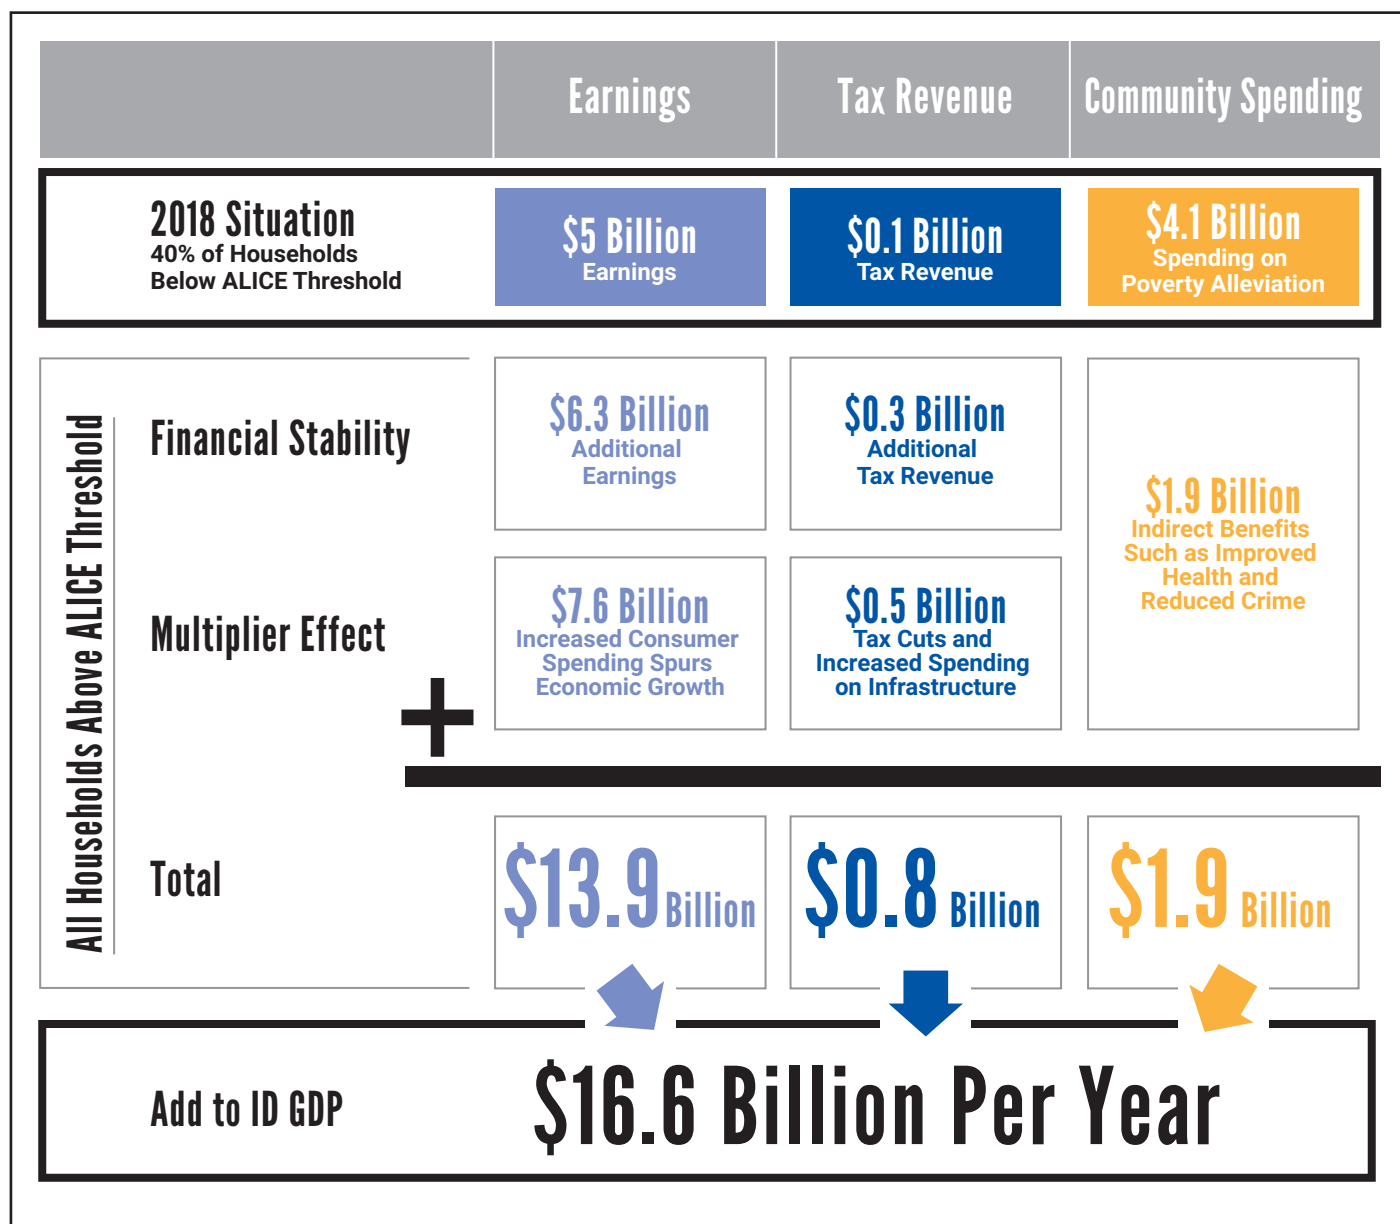 Earnings
Tax Revenue
Community Spending
2018 Situation
40% of Households
Below ALICE Threshold
$5 Billion
Earnings
$0.1 Billion
Tax Revenue
$4.1 Billion
Spending on
Poverty Alleviation
All Households Above ALICE Threshold
Financial Stability
$6.3 Billion
Additional
Earnings
$0.3 Billion
Additional
Tax Revenue
$1.9 Billion
Indirect Benefits
Such as Improved
Health and
Reduced Crime
Multiplier Effect
$7.6 Billion
Increased Consumer
Spending Spurs
Economic Growth
$0.5 Billion
Tax Cuts and
Increased Spending
on Infrastructure
+
Total
$13.9 Billion
$0.8 Billion
$1.9 Billion
Add to ID GDP
$16.6 Billion Per Year